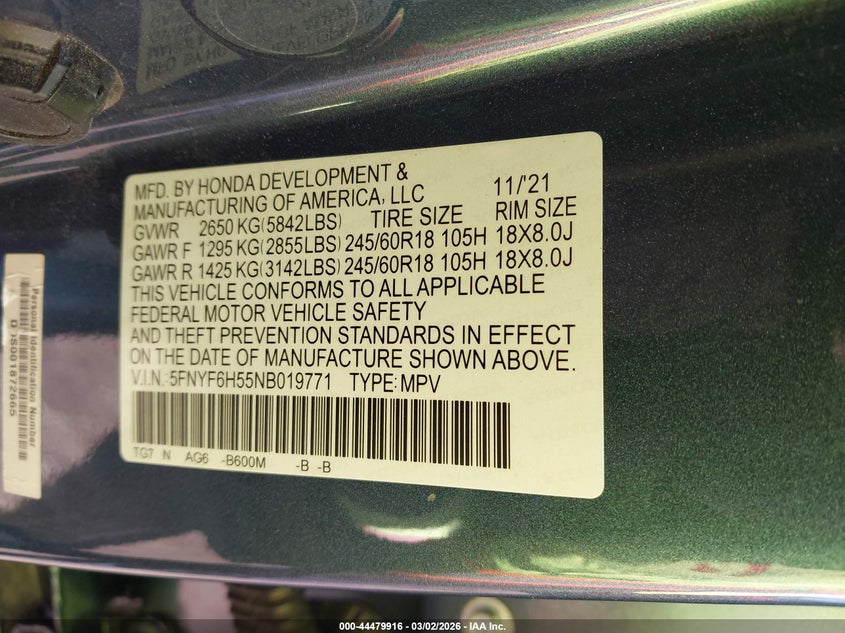 MFD. BY HONDA DEVELOPMENT &
MANUFACTURING OF AMERICA, LLC 11/'21
GVWR 2650 KG(5842LBS) TIRE SIZE RIM SIZE
GAWR F 1295 KG(2855LBS) 245/60R18 105H 18X8.0J
GAWR R 1425 KG(3142LBS) 245/60R18 105H 18X8.0J
THIS VEHICLE CONFORMS TO ALL APPLICABLE
FEDERAL MOTOR VEHICLE SAFETY
AND THEFT PREVENTION STANDARDS IN EFFECT
ON THE DATE OF MANUFACTURE SHOWN ABOVE.
V.I.N.:5FNYF6H55NB019771 TYPE:MPV
TG7 N AG6 -B600M -B -B
Personal Identification Number
000-44479916 - 03/02/2026 - IAA Inc.